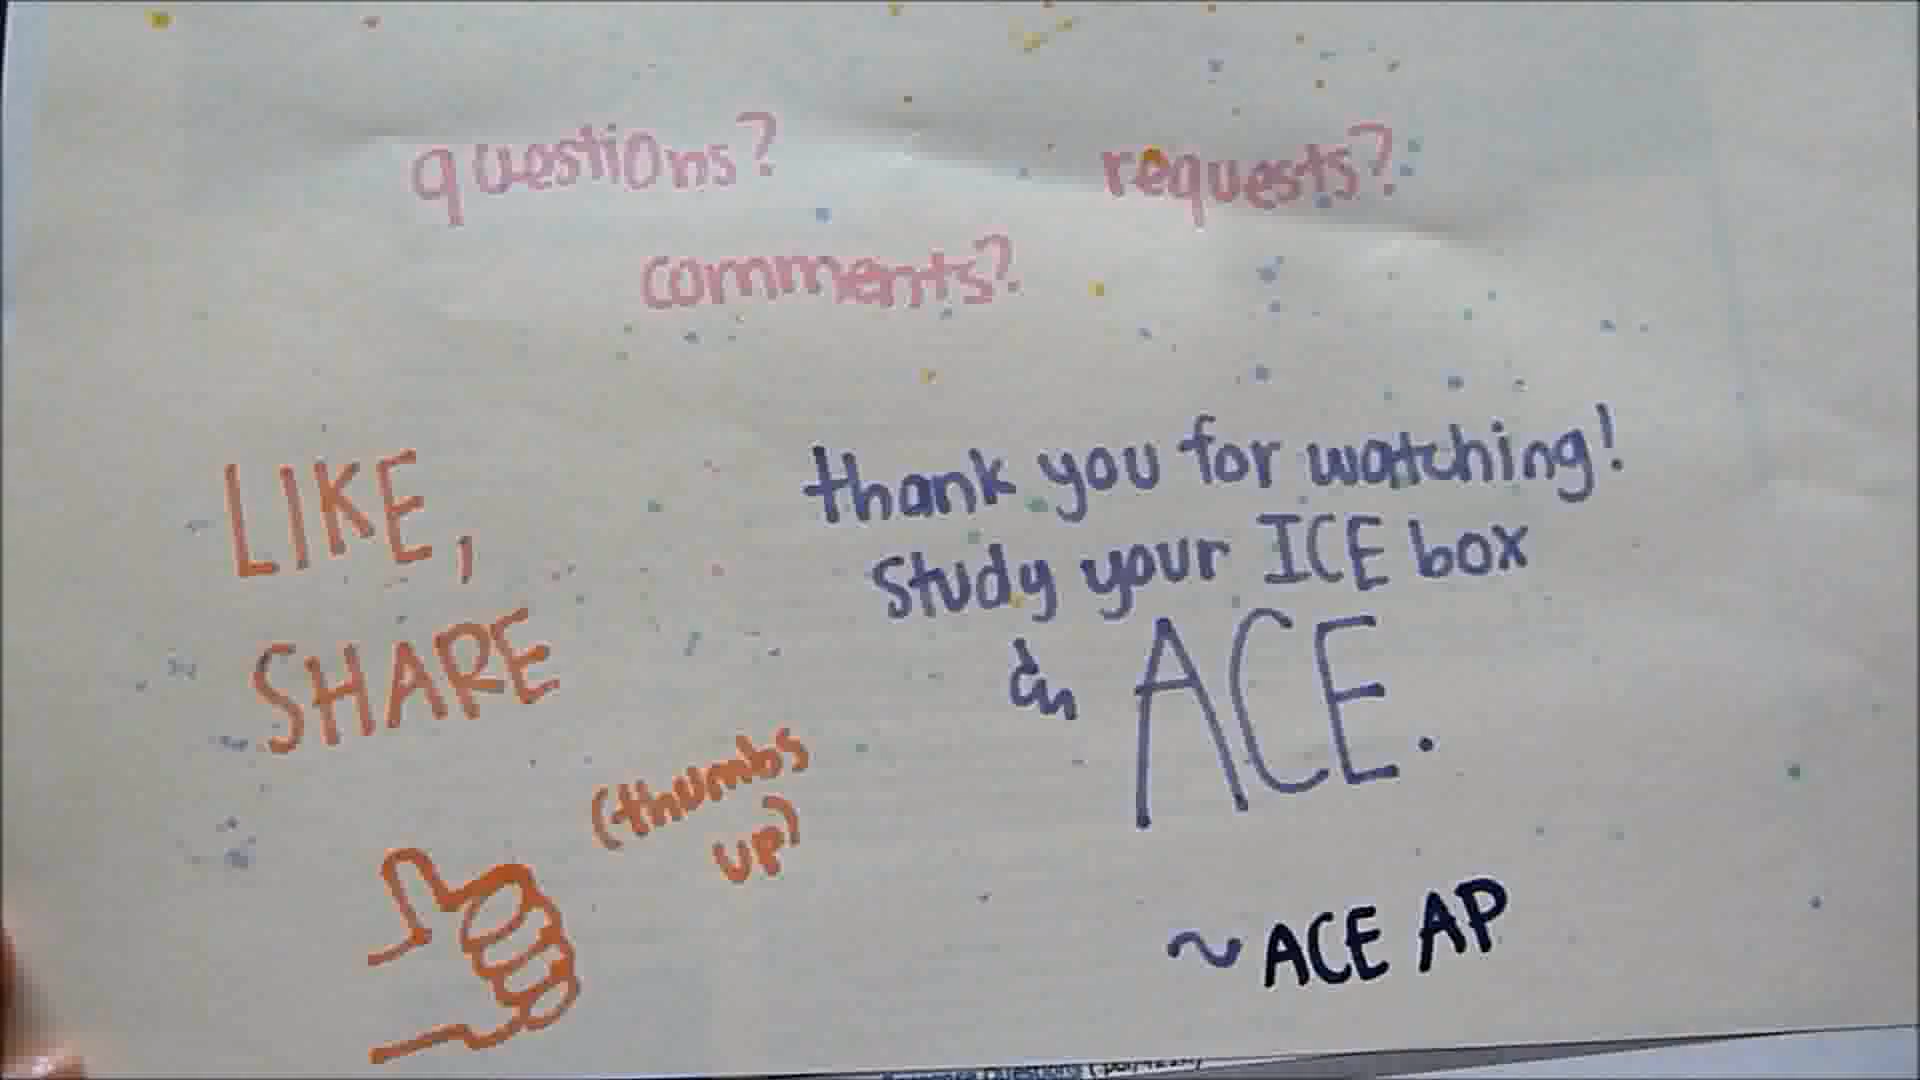 questions?
requests?
comments?
LIKE,
SHARE
(thumbs
up)
thank you for watching!
study your ICE box
& ACE.
~ ACE AP